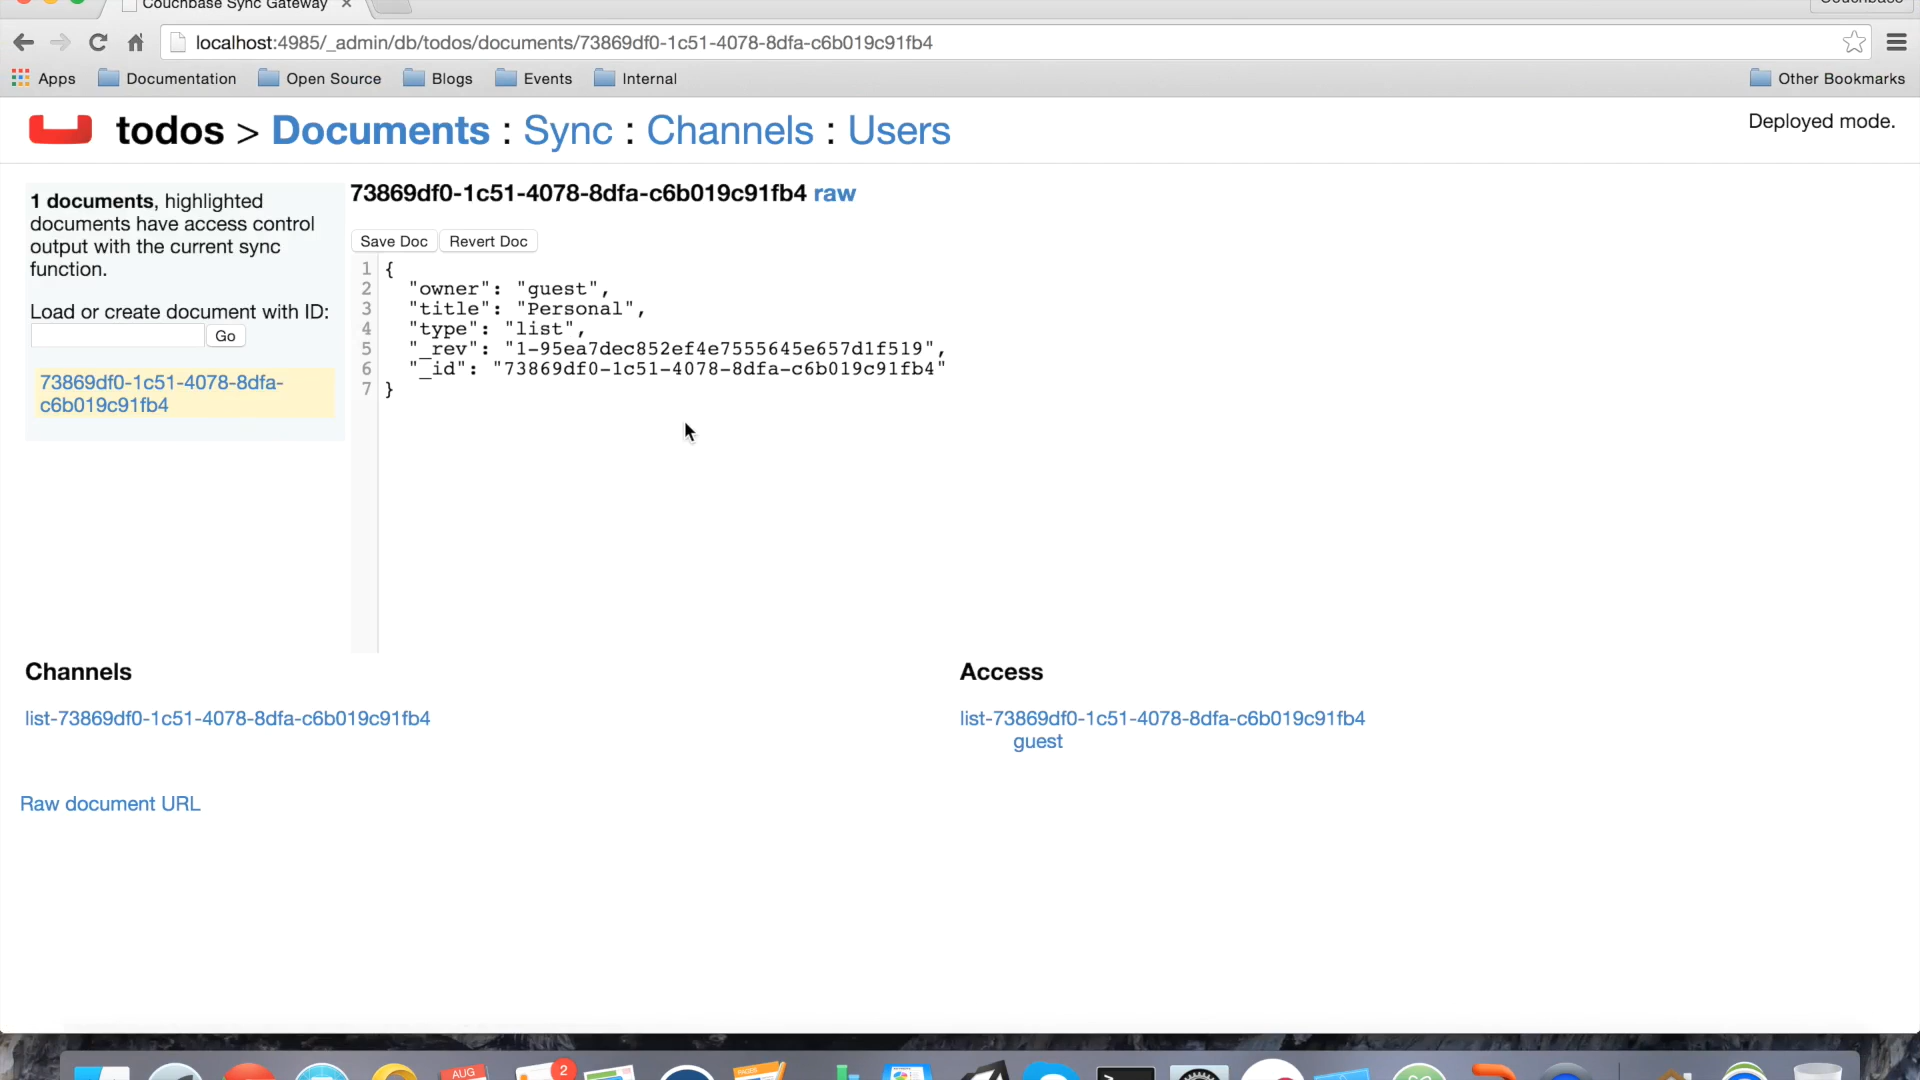 Couchbase Sync Gateway
Couchbase
localhost:4985/_admin/db/todos/documents/73869df0-1c51-4078-8dfa-c6b019c91fb4
Apps Documentation Open Source Blogs Events Internal Other Bookmarks
todos > Documents : Sync : Channels : Users
Deployed mode.
1 documents, highlighted
documents have access control
output with the current sync
function.
Load or create document with ID:
Go
73869df0-1c51-4078-8dfa-
c6b019c91fb4
73869df0-1c51-4078-8dfa-c6b019c91fb4 raw
Save Doc Revert Doc
1 {
2 "owner": "guest",
3 "title": "Personal",
4 "type": "list",
5 "_rev": "1-95ea7dec852ef4e7555645e657d1f519",
6 "_id": "73869df0-1c51-4078-8dfa-c6b019c91fb4"
7 }
Channels
list-73869df0-1c51-4078-8dfa-c6b019c91fb4
Access
list-73869df0-1c51-4078-8dfa-c6b019c91fb4
guest
Raw document URL
AUG
2
PAGES